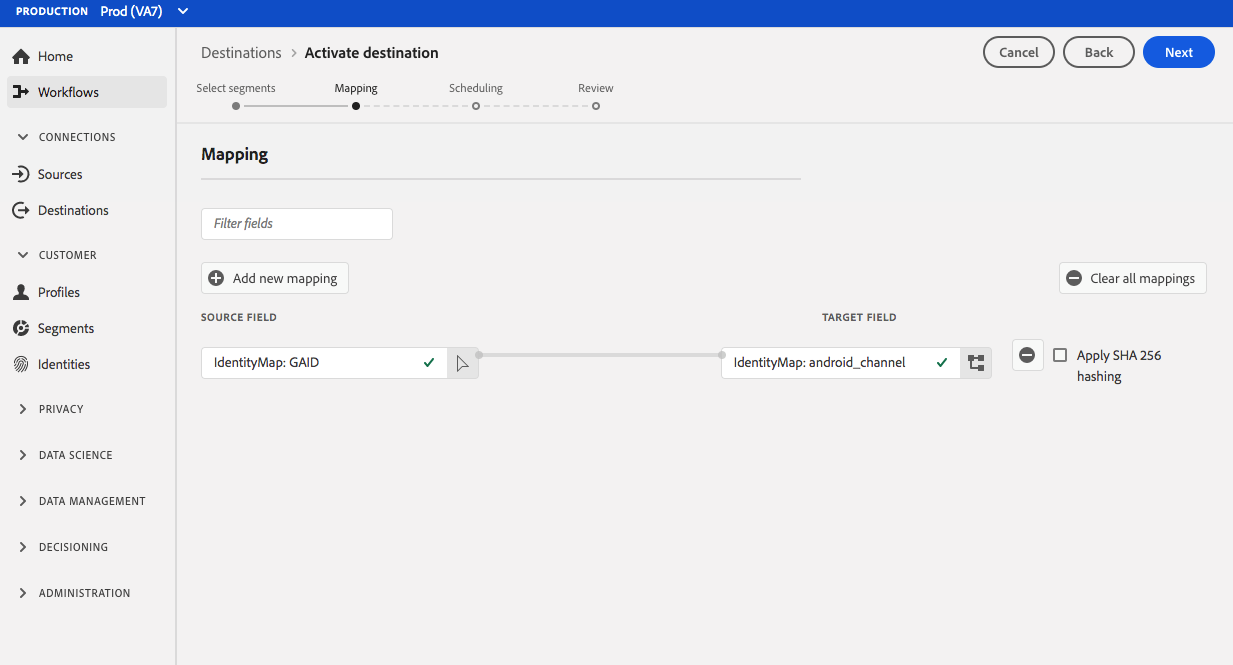 PRODUCTION Prod (VA7)
Home
Workflows
CONNECTIONS
Sources
Destinations
CUSTOMER
Profiles
Segments
Identities
PRIVACY
DATA SCIENCE
DATA MANAGEMENT
DECISIONING
ADMINISTRATION
Destinations > Activate destination
Cancel Back Next
Select segments Mapping Scheduling Review
Mapping
Filter fields
Add new mapping Clear all mappings
SOURCE FIELD TARGET FIELD
IdentityMap: GAID IdentityMap: android_channel Apply SHA 256
hashing